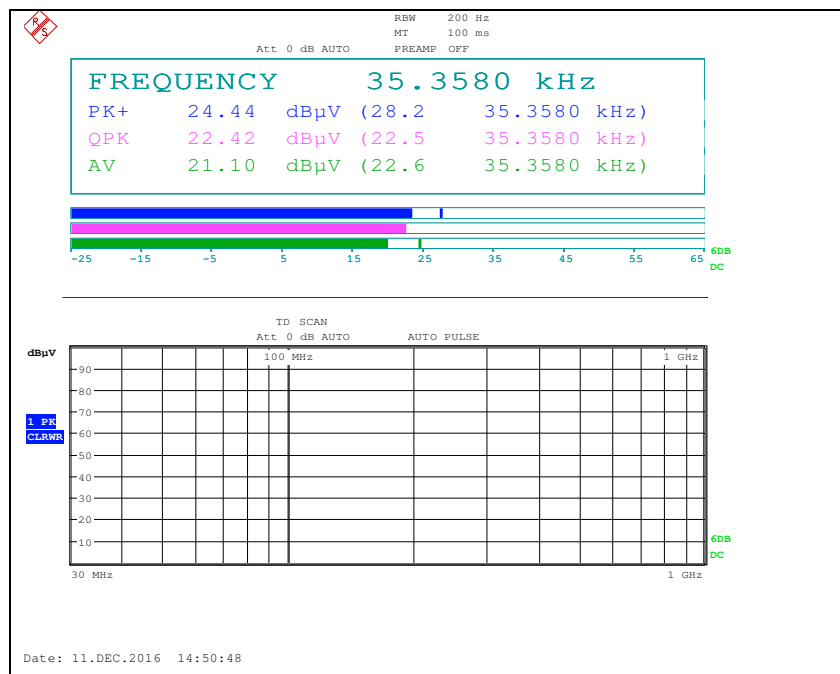 R
S
RBW 200 Hz
MT 100 ms
Att 0 dB AUTO PREAMP OFF
FREQUENCY 35.3580 kHz
PK+ 24.44 dBµV (28.2 35.3580 kHz)
QPK 22.42 dBµV (22.5 35.3580 kHz)
AV 21.10 dBµV (22.6 35.3580 kHz)
-25 -15 -5 5 15 25 35 45 55 65
6DB
DC
TD SCAN
Att 0 dB AUTO AUTO PULSE
dBµV
100 MHz 1 GHz
90
80
70
1 PK
CLRWR
60
50
40
30
20
10
6DB
DC
30 MHz 1 GHz
Date: 11.DEC.2016 14:50:48